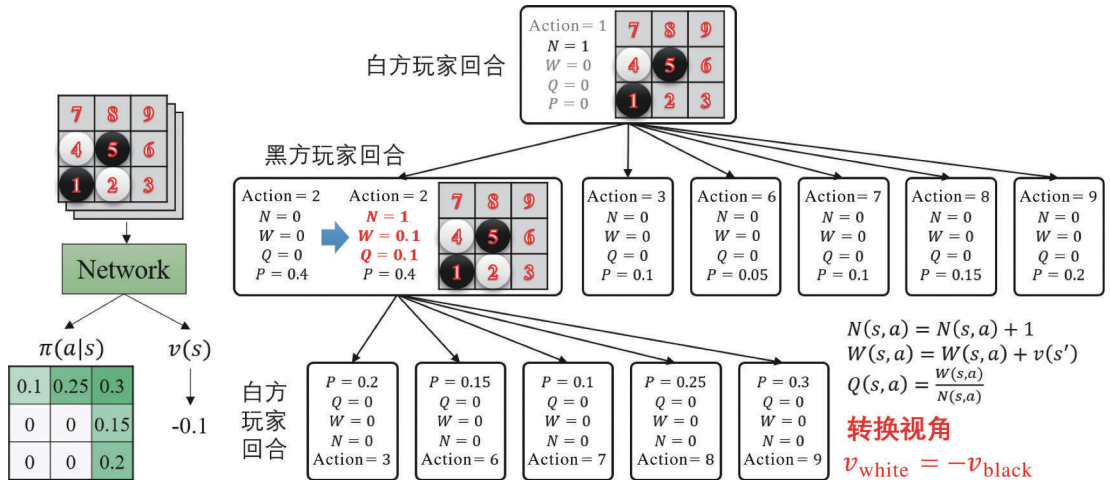 Action = 1
N = 1
W = 0
Q = 0
P = 0
7 8 9
4 5 6
1 2 3
白方玩家回合
7 8 9
4 5 6
1 2 3
Network
π(a|s)
v(s)
0.1 0.25 0.3
0 0 0.15
0 0 0.2
-0.1
黑方玩家回合
Action = 2
N = 0
W = 0
Q = 0
P = 0.4
Action = 2
N = 1
W = 0.1
Q = 0.1
P = 0.4
7 8 9
4 5 6
1 2 3
Action = 3
N = 0
W = 0
Q = 0
P = 0.1
Action = 6
N = 0
W = 0
Q = 0
P = 0.05
Action = 7
N = 0
W = 0
Q = 0
P = 0.1
Action = 8
N = 0
W = 0
Q = 0
P = 0.15
Action = 9
N = 0
W = 0
Q = 0
P = 0.2
白方
玩家
回合
P = 0.2
Q = 0
W = 0
N = 0
Action = 3
P = 0.15
Q = 0
W = 0
N = 0
Action = 6
P = 0.1
Q = 0
W = 0
N = 0
Action = 7
P = 0.25
Q = 0
W = 0
N = 0
Action = 8
P = 0.3
Q = 0
W = 0
N = 0
Action = 9
N(s,a) = N(s,a) + 1
W(s,a) = W(s,a) + v(s′)
Q(s,a) = W(s,a)/N(s,a)
转换视角
v_white = −v_black